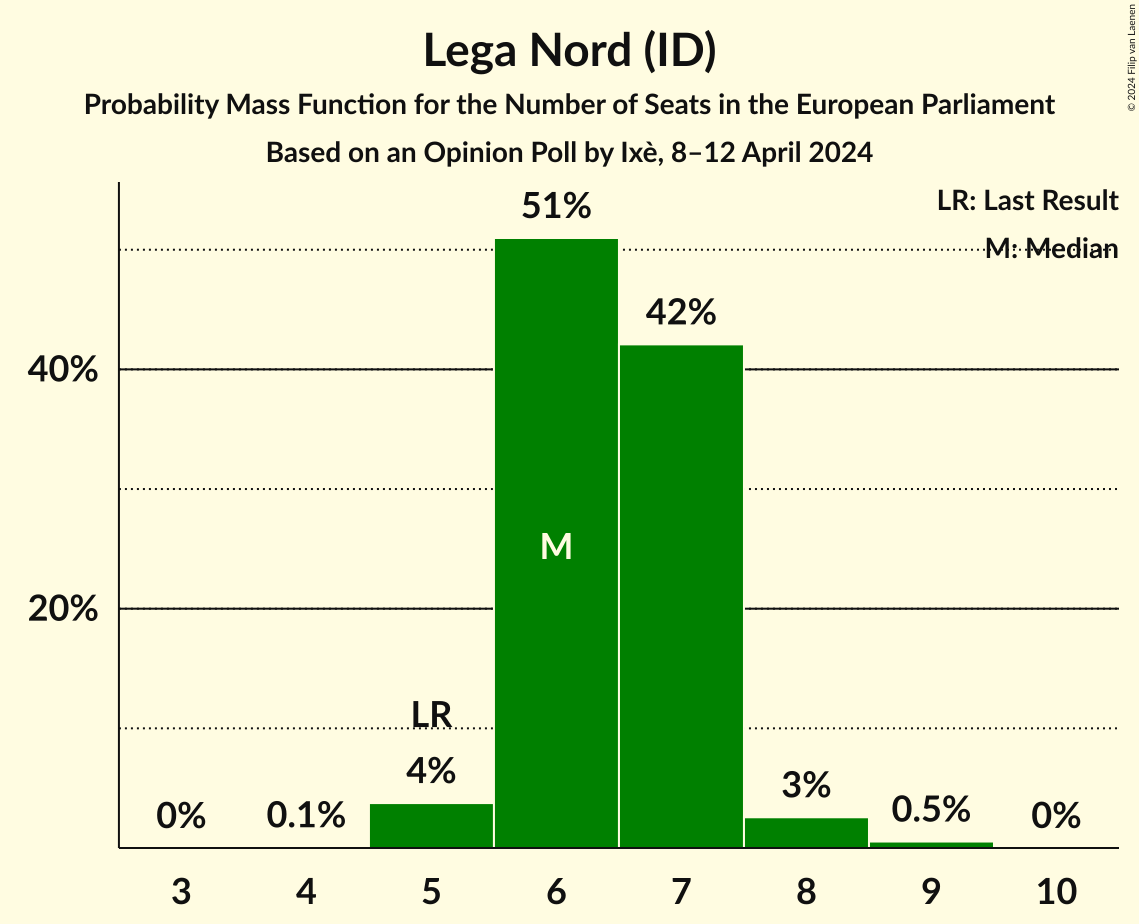 Lega Nord (ID)
Probability Mass Function for the Number of Seats in the European Parliament
Based on an Opinion Poll by Ixè, 8–12 April 2024
© 2024 Filip van Laenen
LR: Last Result
M: Median
51%
42%
40%
M
20%
LR
4%
3%
0%
0.1%
0.5%
0%
3 4 5 6 7 8 9 10